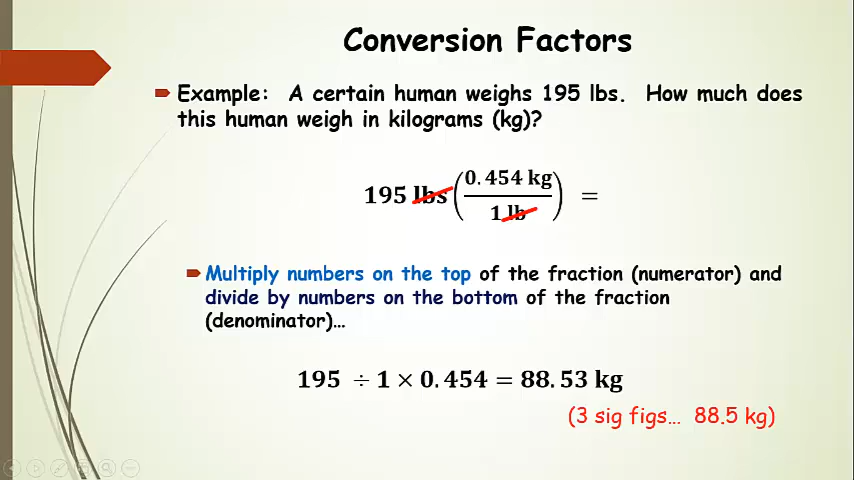 Conversion Factors
Example: A certain human weighs 195 lbs. How much does
this human weigh in kilograms (kg)?
195 lbs (0.454 kg / 1 lb) =
Multiply numbers on the top of the fraction (numerator) and
divide by numbers on the bottom of the fraction
(denominator)…
195 ÷ 1 × 0.454 = 88.53 kg
(3 sig figs… 88.5 kg)